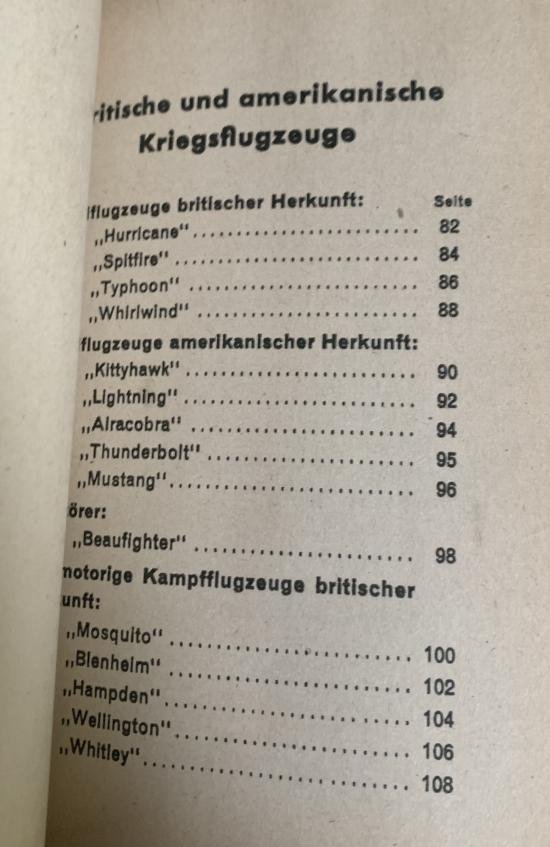 ritische und amerikanische
Kriegsflugzeuge
flugzeuge britischer Herkunft: Seite
„Hurricane“ 82
„Spitfire“ 84
„Typhoon“ 86
„Whirlwind“ 88
flugzeuge amerikanischer Herkunft:
„Kittyhawk“ 90
„Lightning“ 92
„Airacobra“ 94
„Thunderbolt“ 95
„Mustang“ 96
örer:
„Beaufighter“ 98
motorige Kampfflugzeuge britischer
unft:
„Mosquito“ 100
„Blenheim“ 102
„Hampden“ 104
„Wellington“ 106
„Whitley“ 108